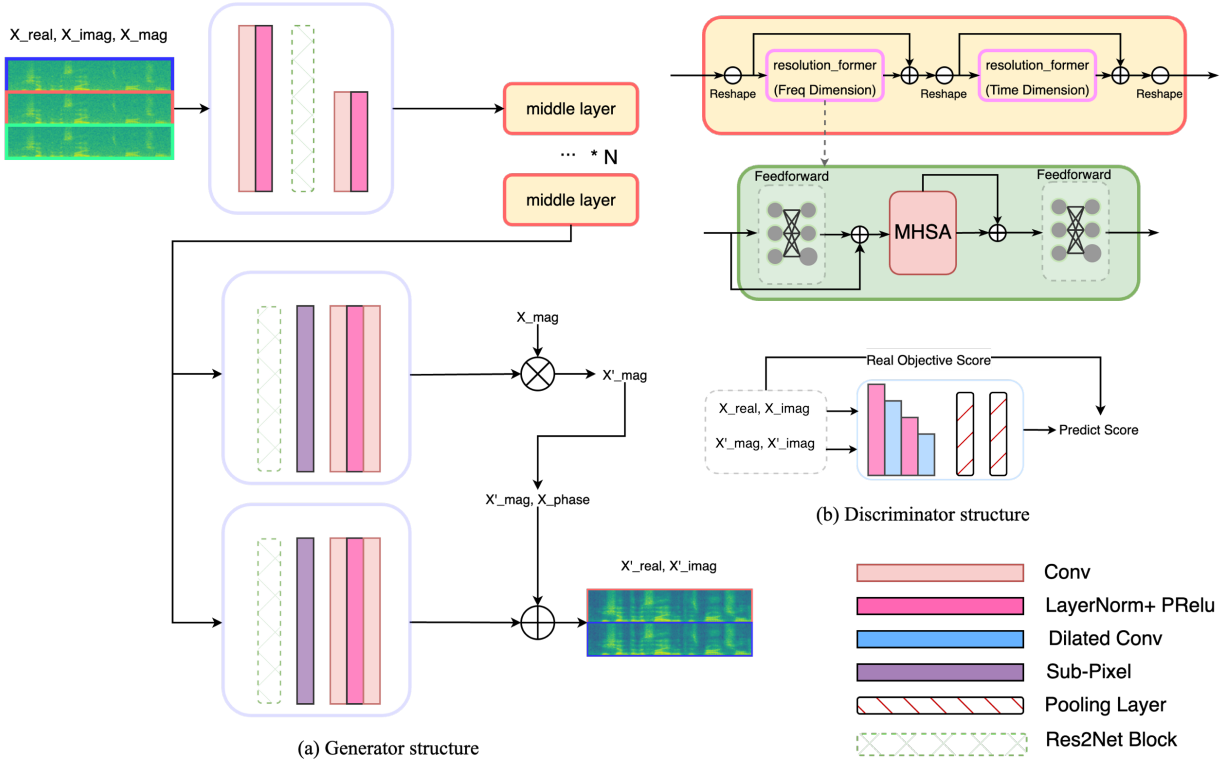 X_real, X_imag, X_mag
middle layer
... * N
middle layer
X_mag
X'_mag
X'_mag, X_phase
X'_real, X'_imag
(a) Generator structure
Reshape
resolution_former
(Freq Dimension)
Reshape
resolution_former
(Time Dimension)
Reshape
Feedforward
MHSA
Feedforward
Real Objective Score
X_real, X_imag
X'_mag, X'_imag
Predict Score
(b) Discriminator structure
Conv
LayerNorm+ PRelu
Dilated Conv
Sub-Pixel
Pooling Layer
Res2Net Block